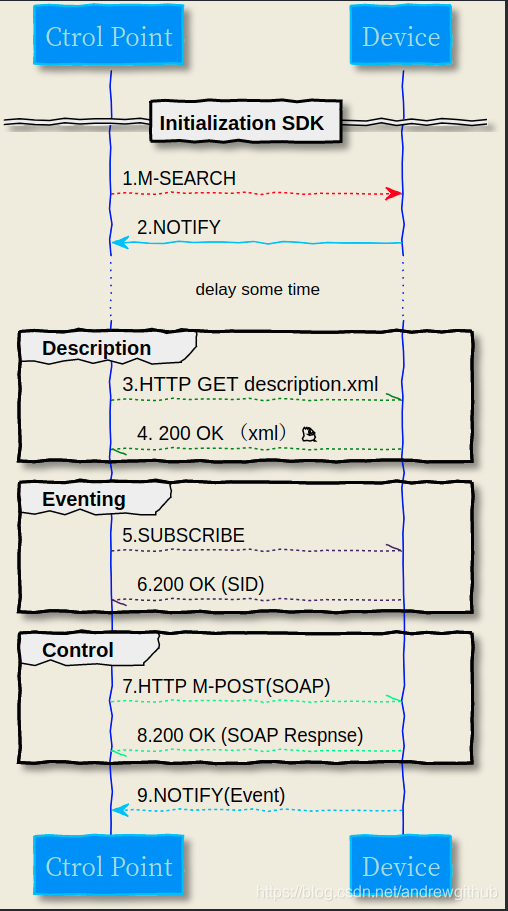 Ctrol Point Device
Initialization SDK
1.M-SEARCH
2.NOTIFY
delay some time
Description
3.HTTP GET description.xml
4. 200 OK （xml）
Eventing
5.SUBSCRIBE
6.200 OK (SID)
Control
7.HTTP M-POST(SOAP)
8.200 OK (SOAP Respnse)
9.NOTIFY(Event)
Ctrol Point Device
https://blog.csdn.net/andrewgithub